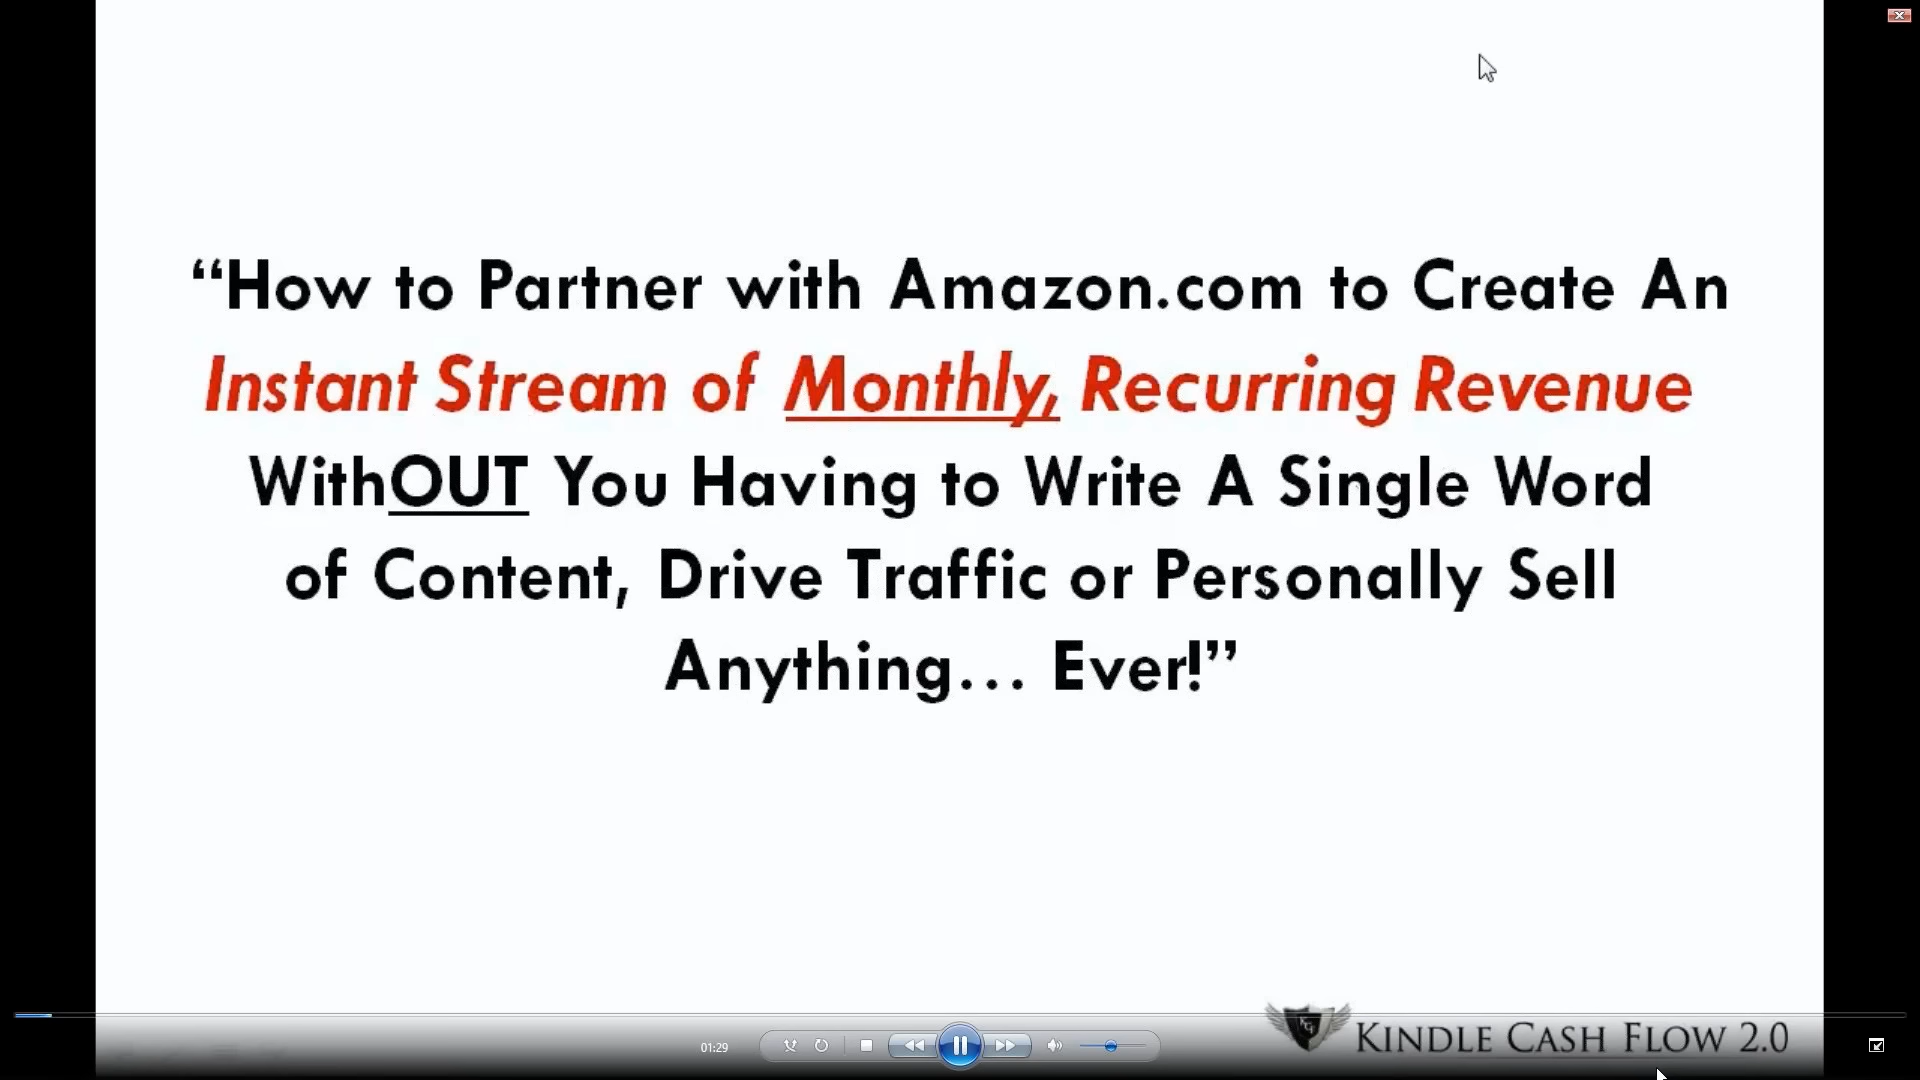 “How to Partner with Amazon.com to Create An
Instant Stream of Monthly, Recurring Revenue
WithOUT You Having to Write A Single Word
of Content, Drive Traffic or Personally Sell
Anything… Ever!”
KINDLE CASH FLOW 2.0
01:29